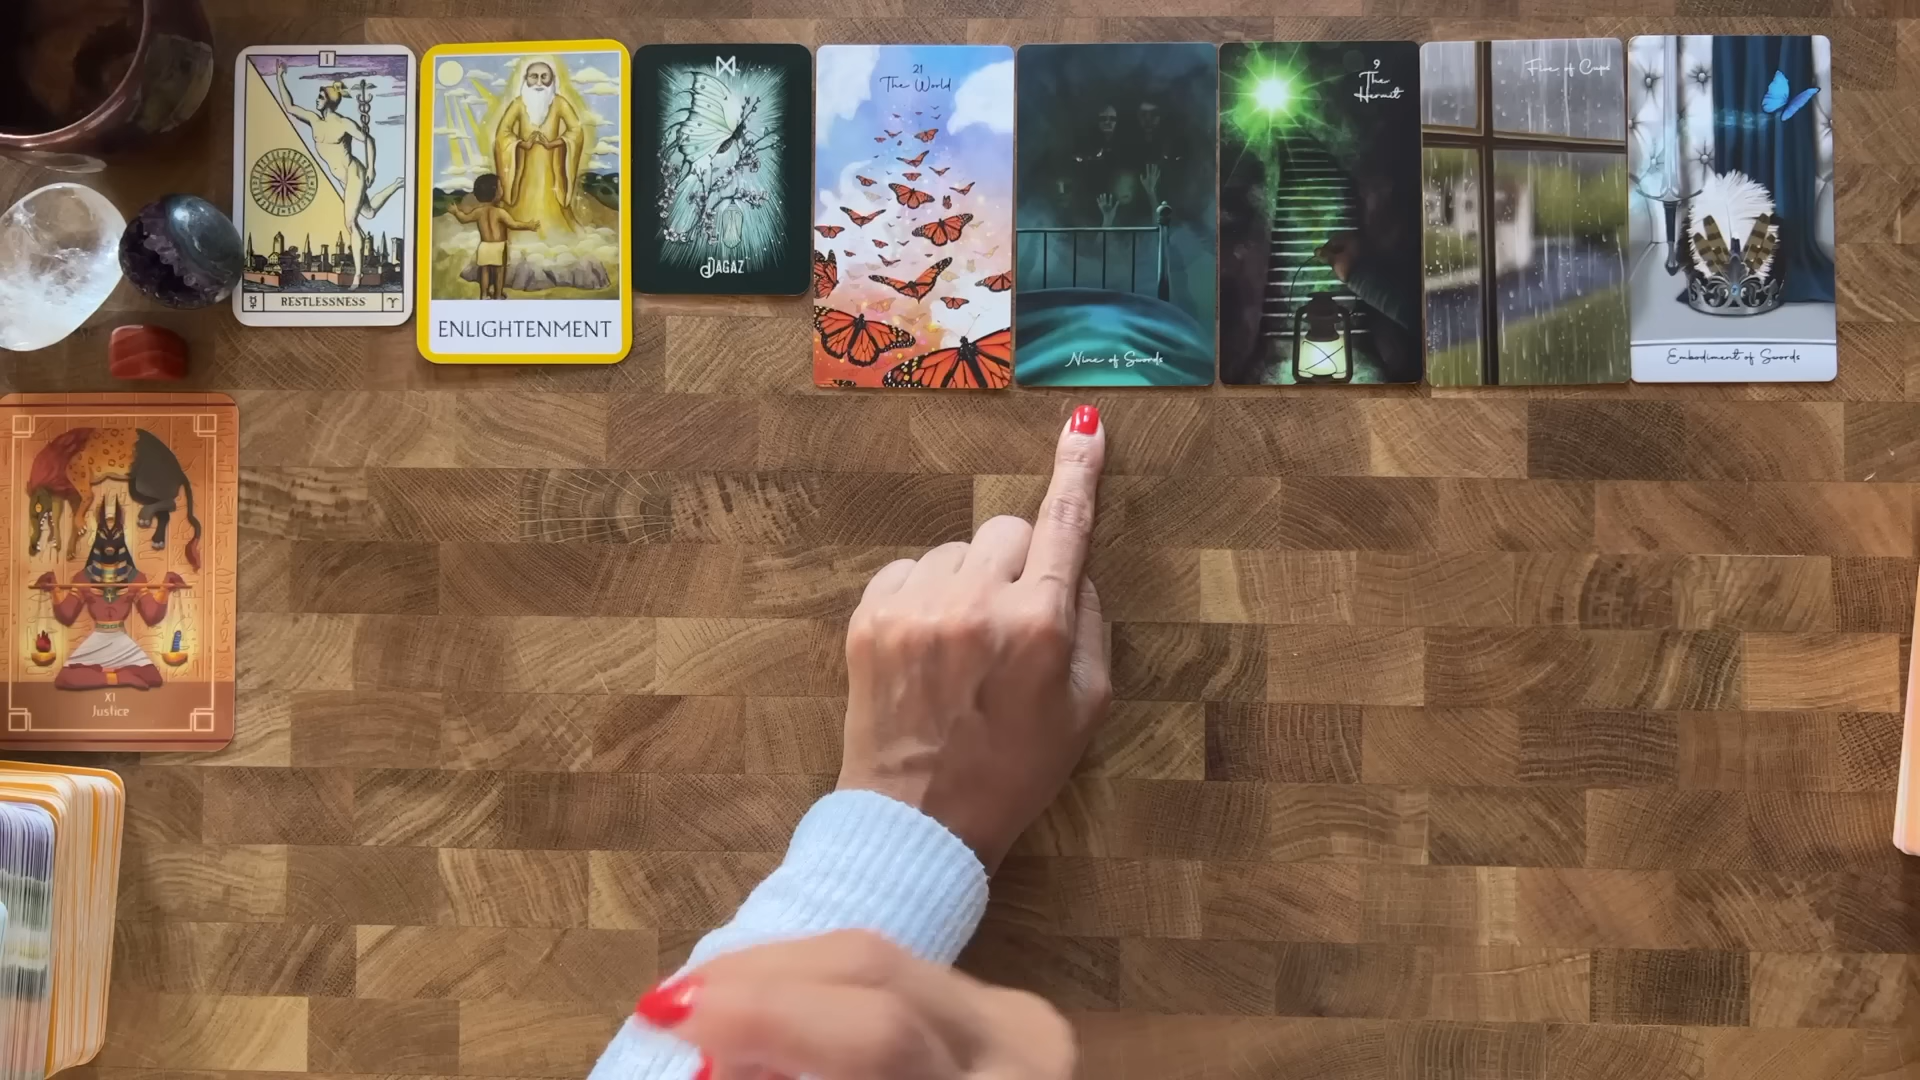 I
RESTLESSNESS
ENLIGHTENMENT
DAGAZ
21
The World
Nine of Swords
9
The
Hermit
Five of Cups
Embodiment of Swords
XI
Justice